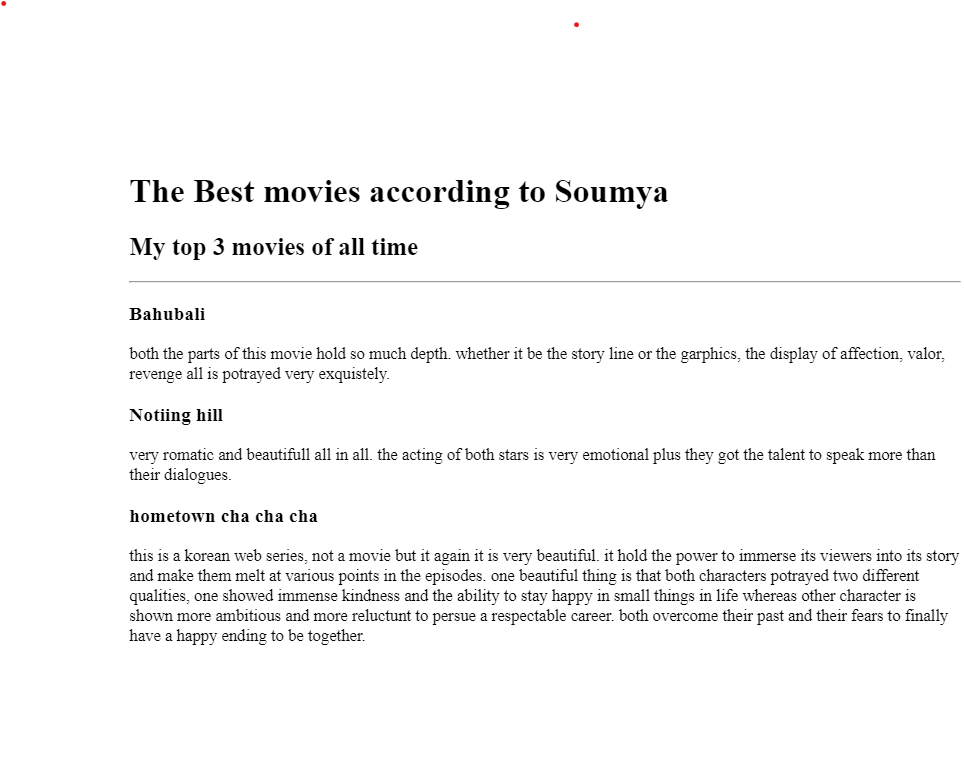 The Best movies according to Soumya
My top 3 movies of all time
Bahubali
both the parts of this movie hold so much depth. whether it be the story line or the garphics, the display of affection, valor,
revenge all is potrayed very exquistely.
Notiing hill
very romatic and beautifull all in all. the acting of both stars is very emotional plus they got the talent to speak more than
their dialogues.
hometown cha cha cha
this is a korean web series, not a movie but it again it is very beautiful. it hold the power to immerse its viewers into its story
and make them melt at various points in the episodes. one beautiful thing is that both characters potrayed two different
qualities, one showed immense kindness and the ability to stay happy in small things in life whereas other character is
shown more ambitious and more reluctunt to persue a respectable career. both overcome their past and their fears to finally
have a happy ending to be together.